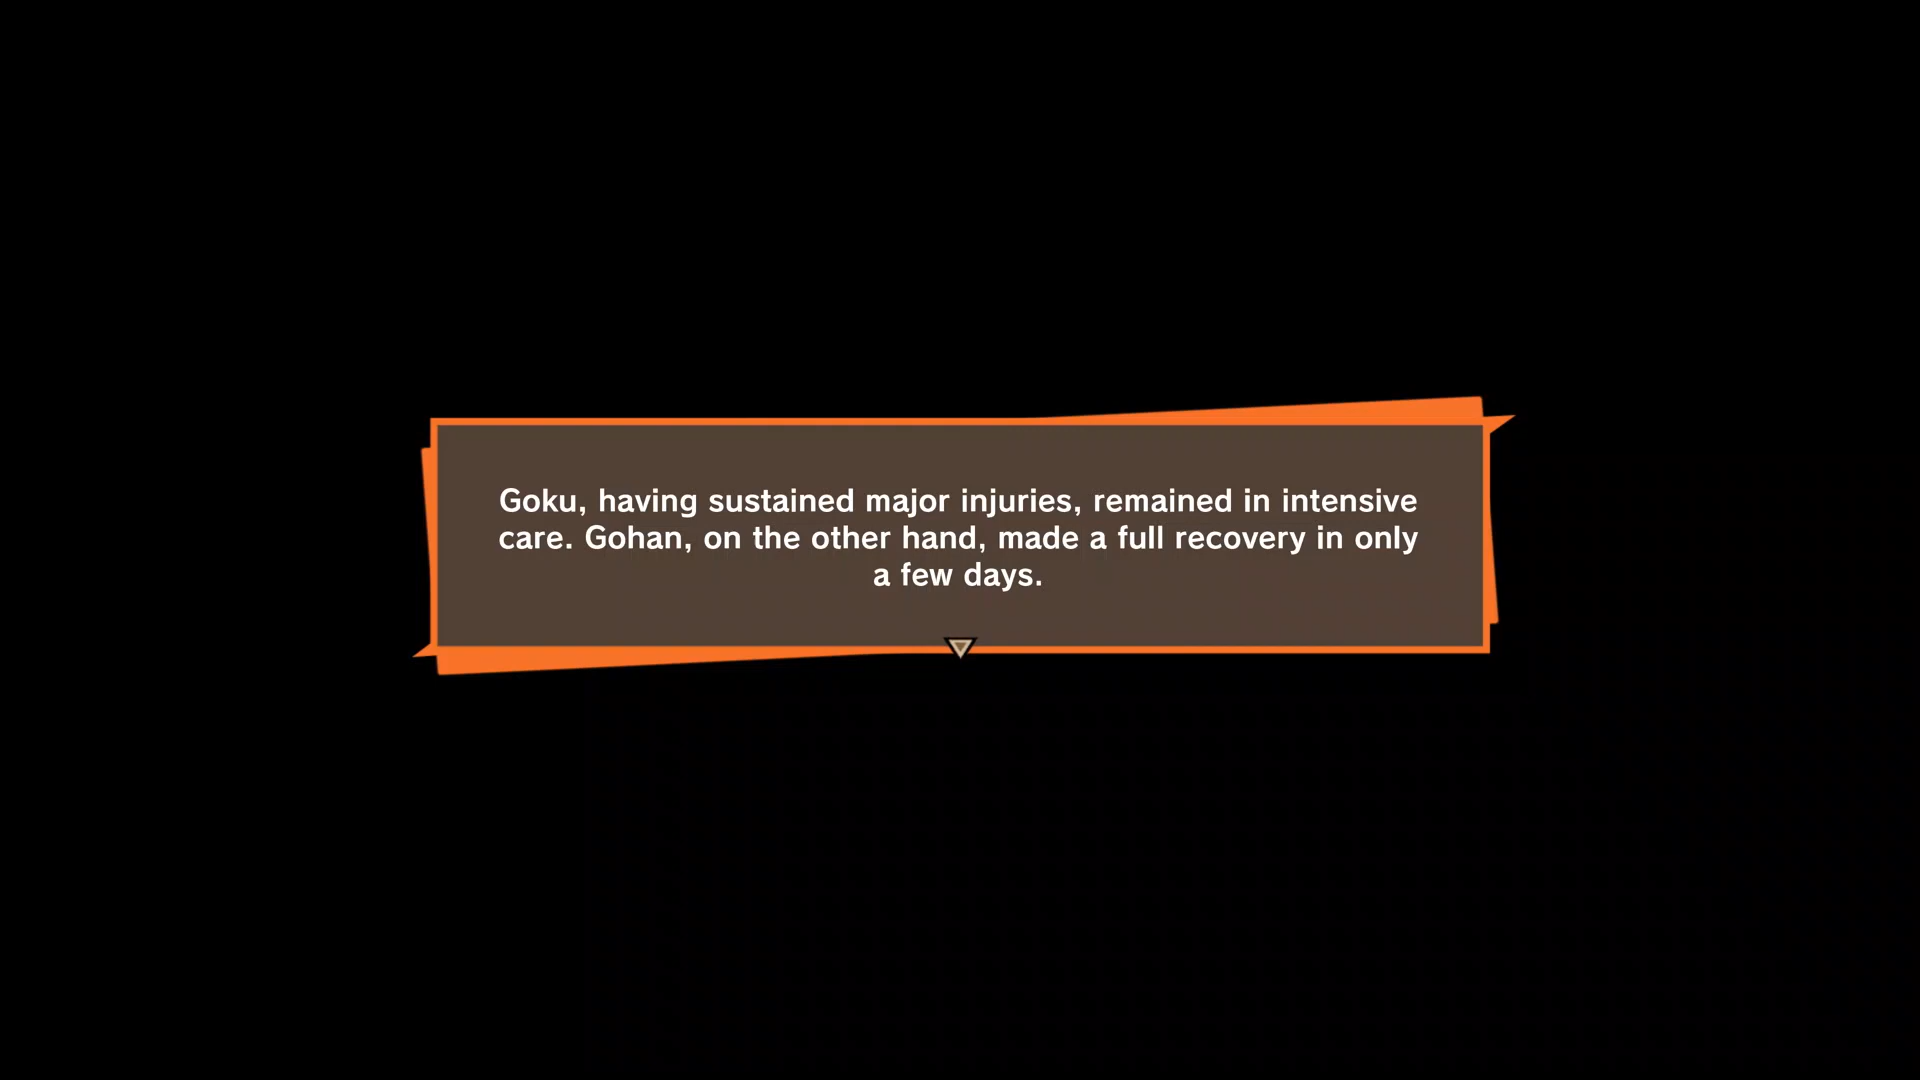 Goku, having sustained major injuries, remained in intensive
care. Gohan, on the other hand, made a full recovery in only
a few days.